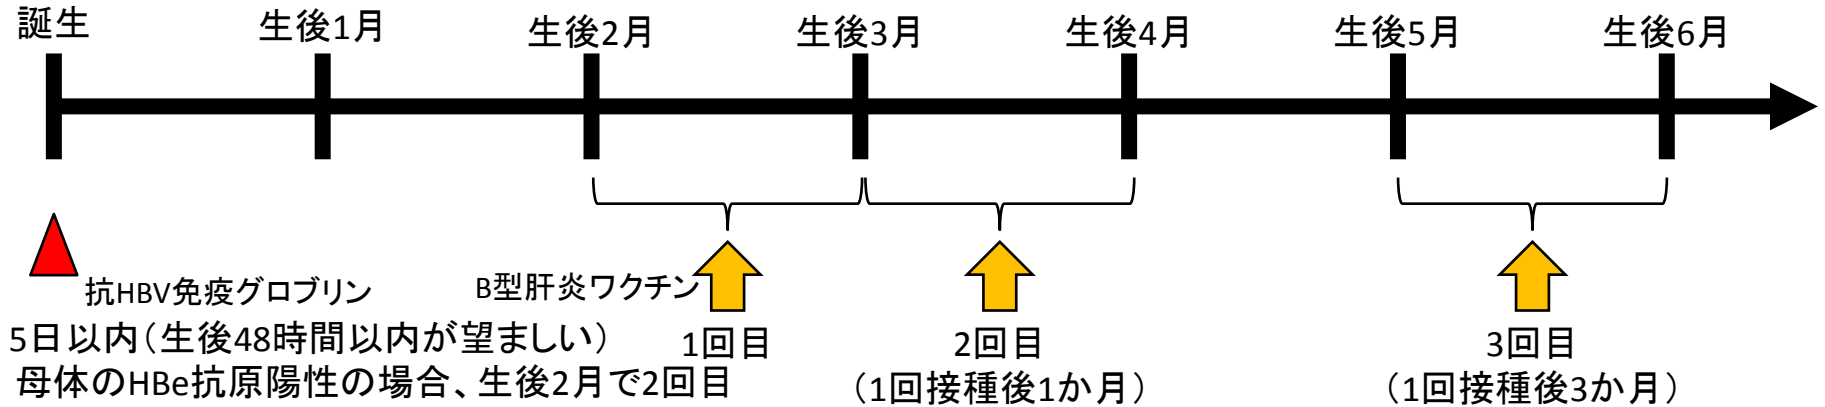 誕生
生後1月
生後2月
生後3月
生後4月
生後5月
生後6月
抗HBV免疫グロブリン
5日以内（生後48時間以内が望ましい）
母体のHBe抗原陽性の場合、生後2月で2回目
B型肝炎ワクチン
1回目
2回目
（1回接種後1か月）
3回目
（1回接種後3か月）